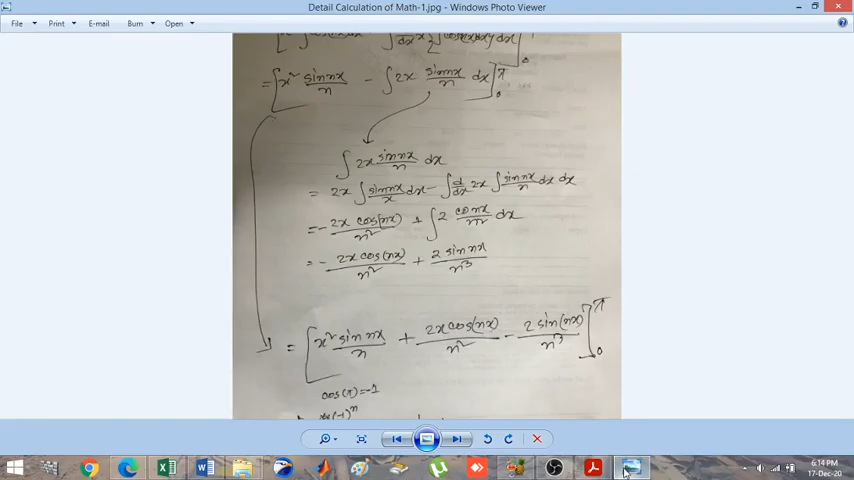 Detail Calculation of Math-1.jpg - Windows Photo Viewer
File Print E-mail Burn Open
= [x² sin nx / n - ∫ 2x sin nx / n dx]₀^π
∫ 2x sin nx / n dx
= 2x ∫ sin nx / x dx - ∫ d/dx 2x ∫ sin nx / n dx dx
= - 2x cos(nx) / n² + ∫ 2 cos nx / n² dx
= - 2x cos(nx) / n² + 2 sin nx / n³
= [x² sin nx / n + 2x cos(nx) / n² - 2 sin(nx) / n³]₀^π
cos(π) = -1
(-1)ⁿ
6:14 PM
17-Dec-20